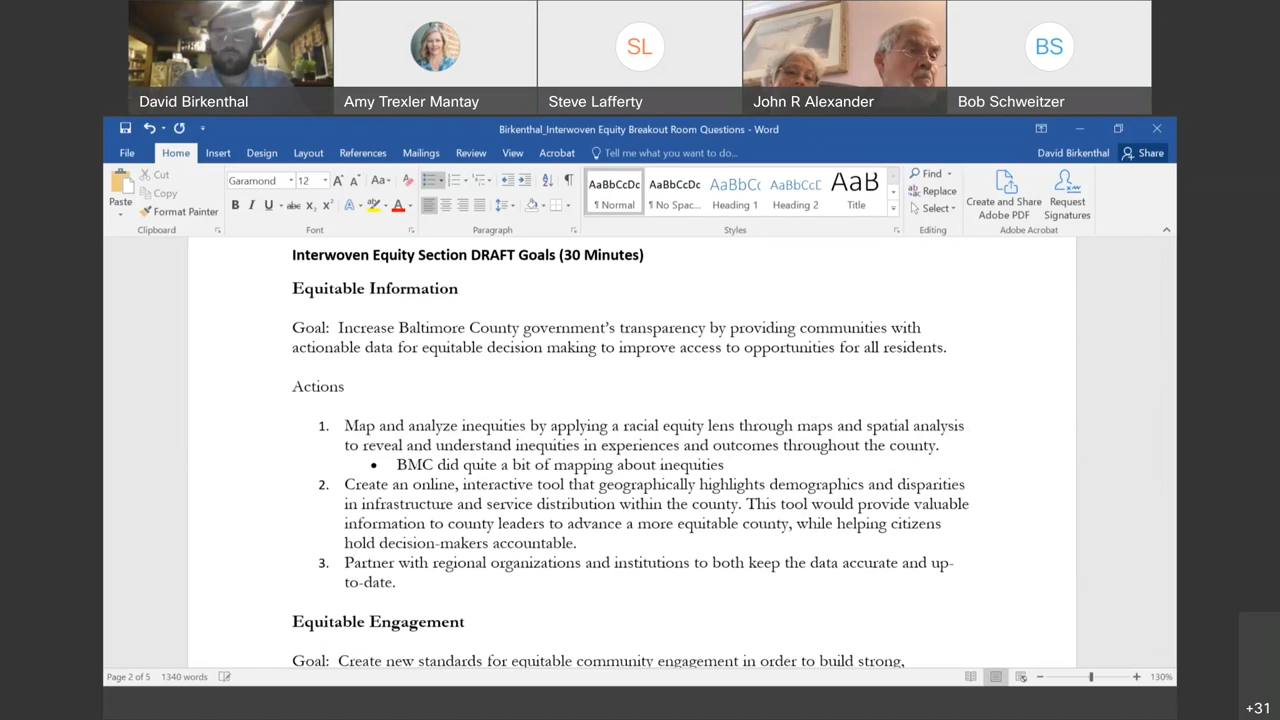 SL
BS
David Birkenthal
Amy Trexler Mantay
Steve Lafferty
John R Alexander
Bob Schweitzer
Birkenthal_Interwoven Equity Breakout Room Questions - Word
File Home Insert Design Layout References Mailings Review View Acrobat Tell me what you want to do... David Birkenthal Share
Paste
Cut
Copy
Format Painter
Clipboard
Garamond 12
Font
Paragraph
AaBbCcDc AaBbCcDc AaBbCc AaBbCcD AaB
¶ Normal ¶ No Spac... Heading 1 Heading 2 Title
Styles
Find
Replace
Select
Editing
Create and Share Adobe PDF
Request Signatures
Adobe Acrobat
Interwoven Equity Section DRAFT Goals (30 Minutes)
Equitable Information
Goal: Increase Baltimore County government's transparency by providing communities with
actionable data for equitable decision making to improve access to opportunities for all residents.
Actions
1. Map and analyze inequities by applying a racial equity lens through maps and spatial analysis
to reveal and understand inequities in experiences and outcomes throughout the county.
• BMC did quite a bit of mapping about inequities
2. Create an online, interactive tool that geographically highlights demographics and disparities
in infrastructure and service distribution within the county. This tool would provide valuable
information to county leaders to advance a more equitable county, while helping citizens
hold decision-makers accountable.
3. Partner with regional organizations and institutions to both keep the data accurate and up-
to-date.
Equitable Engagement
Goal: Create new standards for equitable community engagement in order to build strong,
Page 2 of 5 1340 words 130%
+31